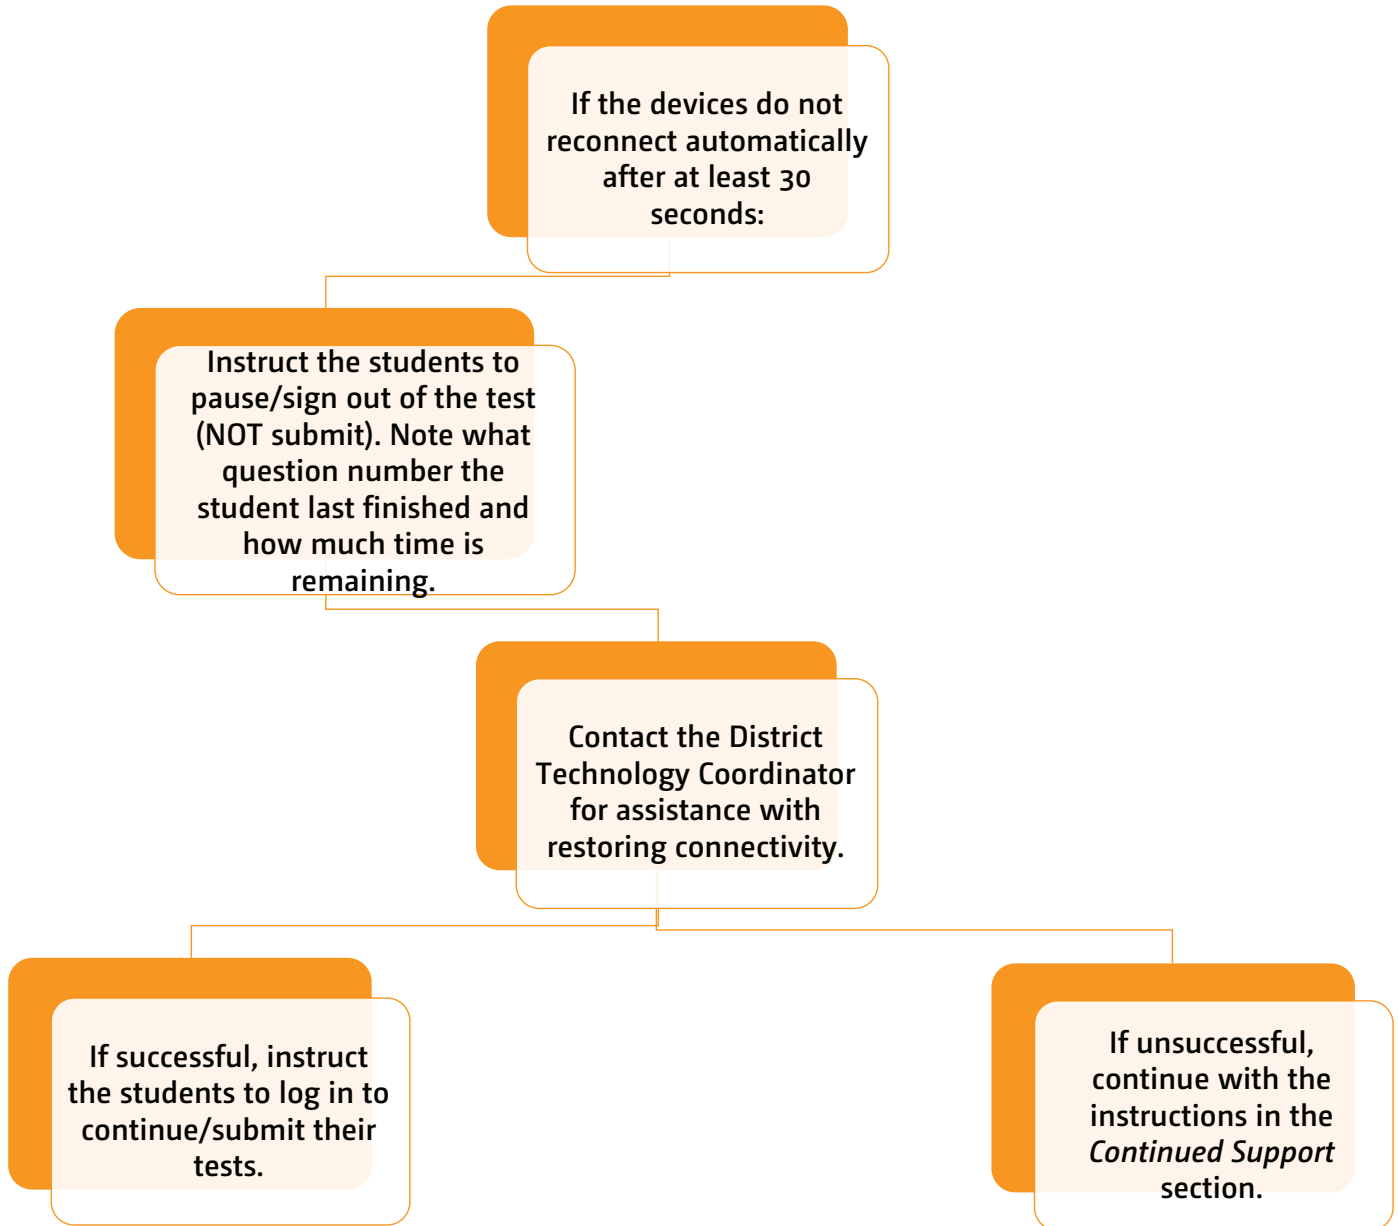 If the devices do not
reconnect automatically
after at least 30
seconds:
Instruct the students to
pause/sign out of the test
(NOT submit). Note what
question number the
student last finished and
how much time is
remaining.
Contact the District
Technology Coordinator
for assistance with
restoring connectivity.
If successful, instruct
the students to log in to
continue/submit their
tests.
If unsuccessful,
continue with the
instructions in the
Continued Support
section.